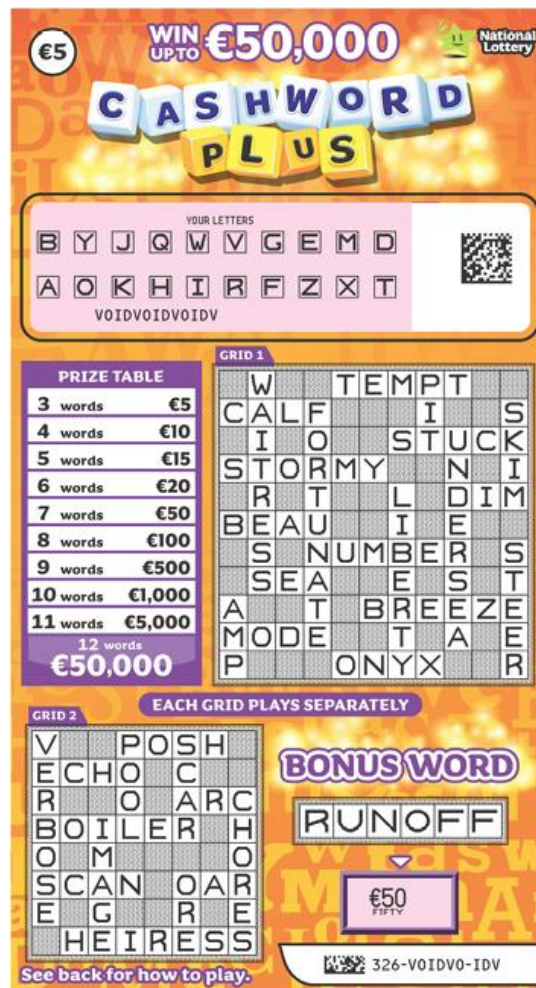 €5
WIN UP TO €50,000
National Lottery
CASHWORD
PLUS
YOUR LETTERS
B Y J Q W V G E M D
A O K H I R F Z X T
VOIDVOIDVOIDV
PRIZE TABLE
3 words €5
4 words €10
5 words €15
6 words €20
7 words €50
8 words €100
9 words €500
10 words €1,000
11 words €5,000
12 words
€50,000
GRID 1
W TEMPT
CALF I S
I O STUCK
STORMY N I
R T L DIM
BEAU I E
S NUMBER S
SEA E S T
A T BREEZE
MODE T A E
P ONYX R
EACH GRID PLAYS SEPARATELY
GRID 2
V POSH
ECHO C
R O ARC
BOILER H
O M O
SCAN OAR
E G R E
HEIRESS
BONUS WORD
RUNOFF
€50
FIFTY
326-VOIDVO-IDV
See back for how to play.